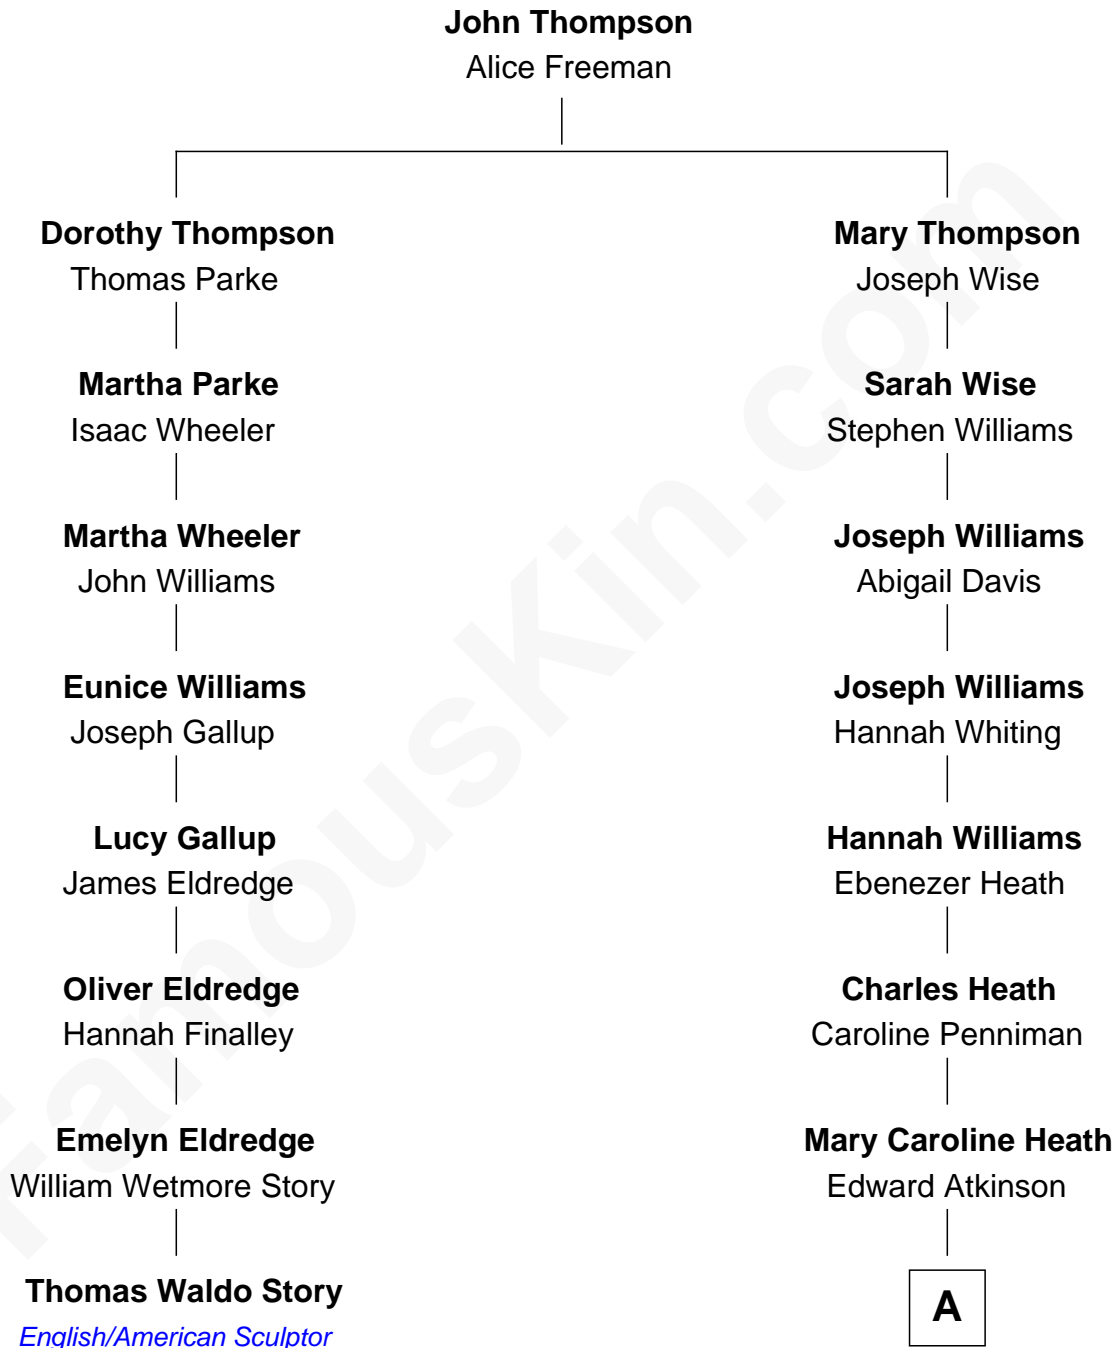 John Thompson
Alice Freeman
Dorothy Thompson
Thomas Parke
Mary Thompson
Joseph Wise
Martha Parke
Isaac Wheeler
Sarah Wise
Stephen Williams
Martha Wheeler
John Williams
Joseph Williams
Abigail Davis
Eunice Williams
Joseph Gallup
Joseph Williams
Hannah Whiting
Lucy Gallup
James Eldredge
Hannah Williams
Ebenezer Heath
Oliver Eldredge
Hannah Finalley
Charles Heath
Caroline Penniman
Emelyn Eldredge
William Wetmore Story
Mary Caroline Heath
Edward Atkinson
Thomas Waldo Story
English/American Sculptor
A
FamousKin.com